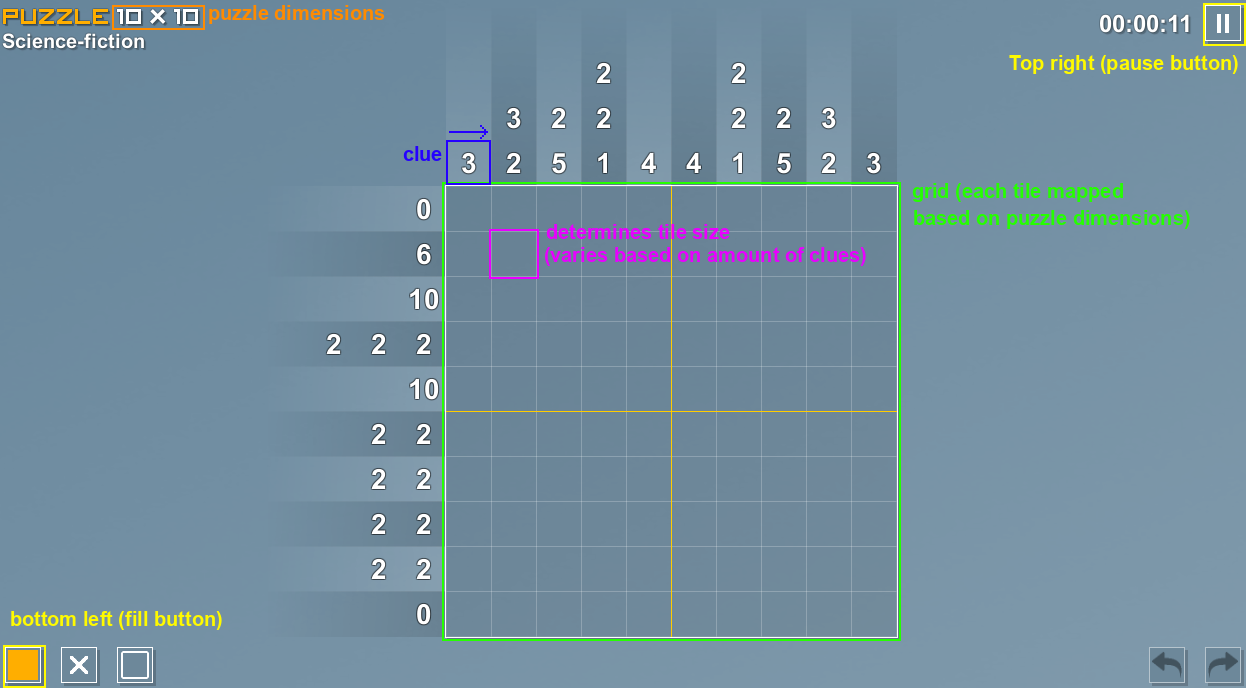 PUZZLE 10 × 10 puzzle dimensions
00:00:11
Science-fiction
Top right (pause button)
2 2
3 2 2 2 2 3
clue 3 2 5 1 4 4 1 5 2 3
0
grid (each tile mapped
based on puzzle dimensions)
determines tile size
6
(varies based on amount of clues)
10
2 2 2
10
2 2
2 2
2 2
2 2
0
bottom left (fill button)